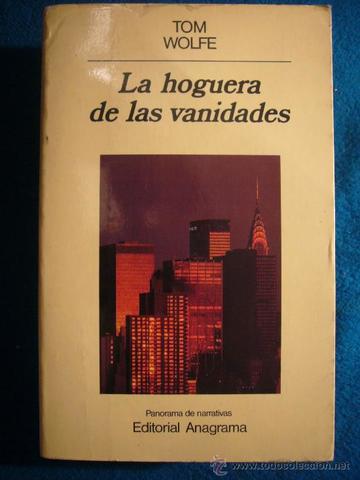 TOM
WOLFE
La hoguera
de las vanidades
Panorama de narrativas
Editorial Anagrama
www.todocoleccion.net